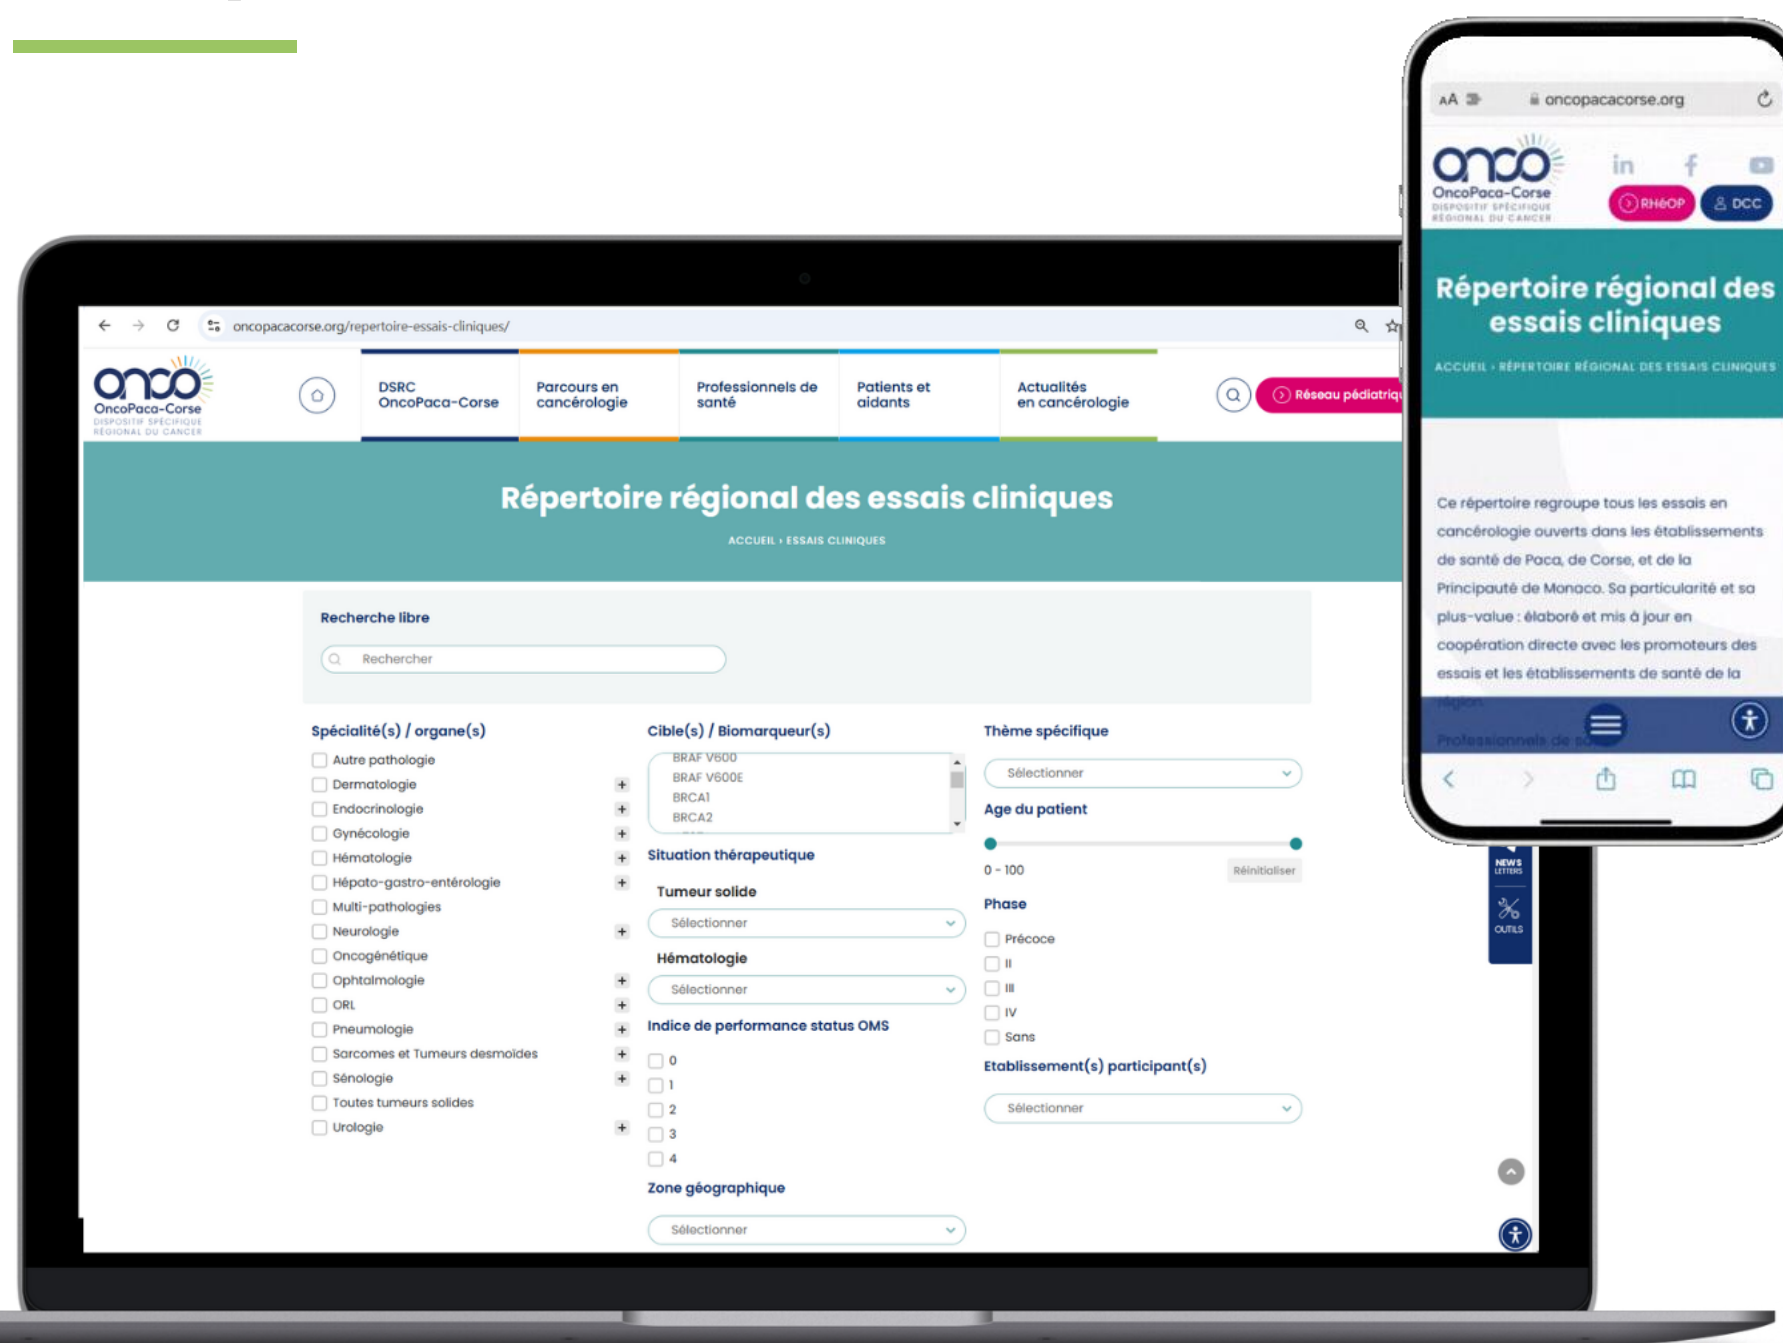 oncopacacorse.org/repertoire-essais-cliniques/
onco
OncoPaca-Corse
DISPOSITIF SPÉCIFIQUE
RÉGIONAL DU CANCER
DSRC
OncoPaca-Corse
Parcours en
cancérologie
Professionnels de
santé
Patients et
aidants
Actualités
en cancérologie
Réseau pédiatriqu
Répertoire régional des essais cliniques
ACCUEIL › ESSAIS CLINIQUES
Recherche libre
Rechercher
Spécialité(s) / organe(s)
Autre pathologie
Dermatologie +
Endocrinologie +
Gynécologie +
Hématologie +
Hépato-gastro-entérologie +
Multi-pathologies
Neurologie +
Oncogénétique
Ophtalmologie +
ORL +
Pneumologie +
Sarcomes et Tumeurs desmoïdes +
Sénologie +
Toutes tumeurs solides
Urologie +
Cible(s) / Biomarqueur(s)
BRAF V600
BRAF V600E
BRCA1
BRCA2
Situation thérapeutique
Tumeur solide
Sélectionner
Hématologie
Sélectionner
Indice de performance status OMS
0
1
2
3
4
Zone géographique
Sélectionner
Thème spécifique
Sélectionner
Age du patient
0 - 100
Réinitialiser
Phase
Précoce
II
III
IV
Sans
Etablissement(s) participant(s)
Sélectionner
NEWS
LETTERS
OUTILS
AA
oncopacacorse.org
onco
OncoPaca-Corse
DISPOSITIF SPÉCIFIQUE
RÉGIONAL DU CANCER
in f
RHéOP
DCC
Répertoire régional des
essais cliniques
ACCUEIL › RÉPERTOIRE RÉGIONAL DES ESSAIS CLINIQUES
Ce répertoire regroupe tous les essais en
cancérologie ouverts dans les établissements
de santé de Paca, de Corse, et de la
Principauté de Monaco. Sa particularité et sa
plus-value : élaboré et mis à jour en
coopération directe avec les promoteurs des
essais et les établissements de santé de la
région.
Professionnels de